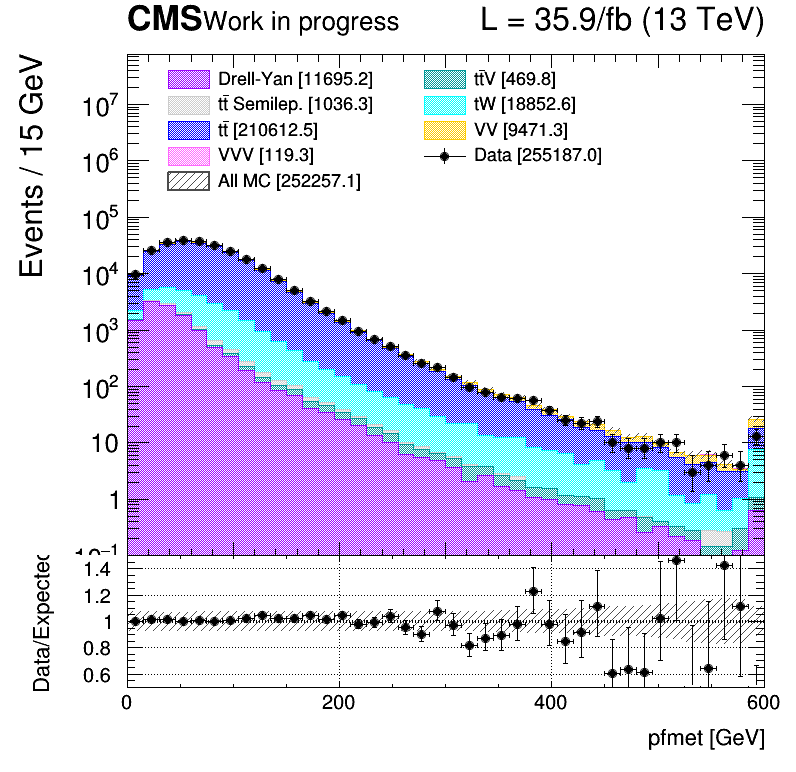 CMS Work in progress L = 35.9/fb (13 TeV)
Events / 15 GeV
Drell-Yan [11695.2] tt̄V [469.8]
tt̄ Semilep. [1036.3] tW [18852.6]
tt̄ [210612.5] VV [9471.3]
VVV [119.3] Data [255187.0]
All MC [252257.1]
10⁷
10⁶
10⁵
10⁴
10³
10²
10
1
10⁻¹
Data/Expected
1.4
1.2
1
0.8
0.6
0 200 400 600
pfmet [GeV]